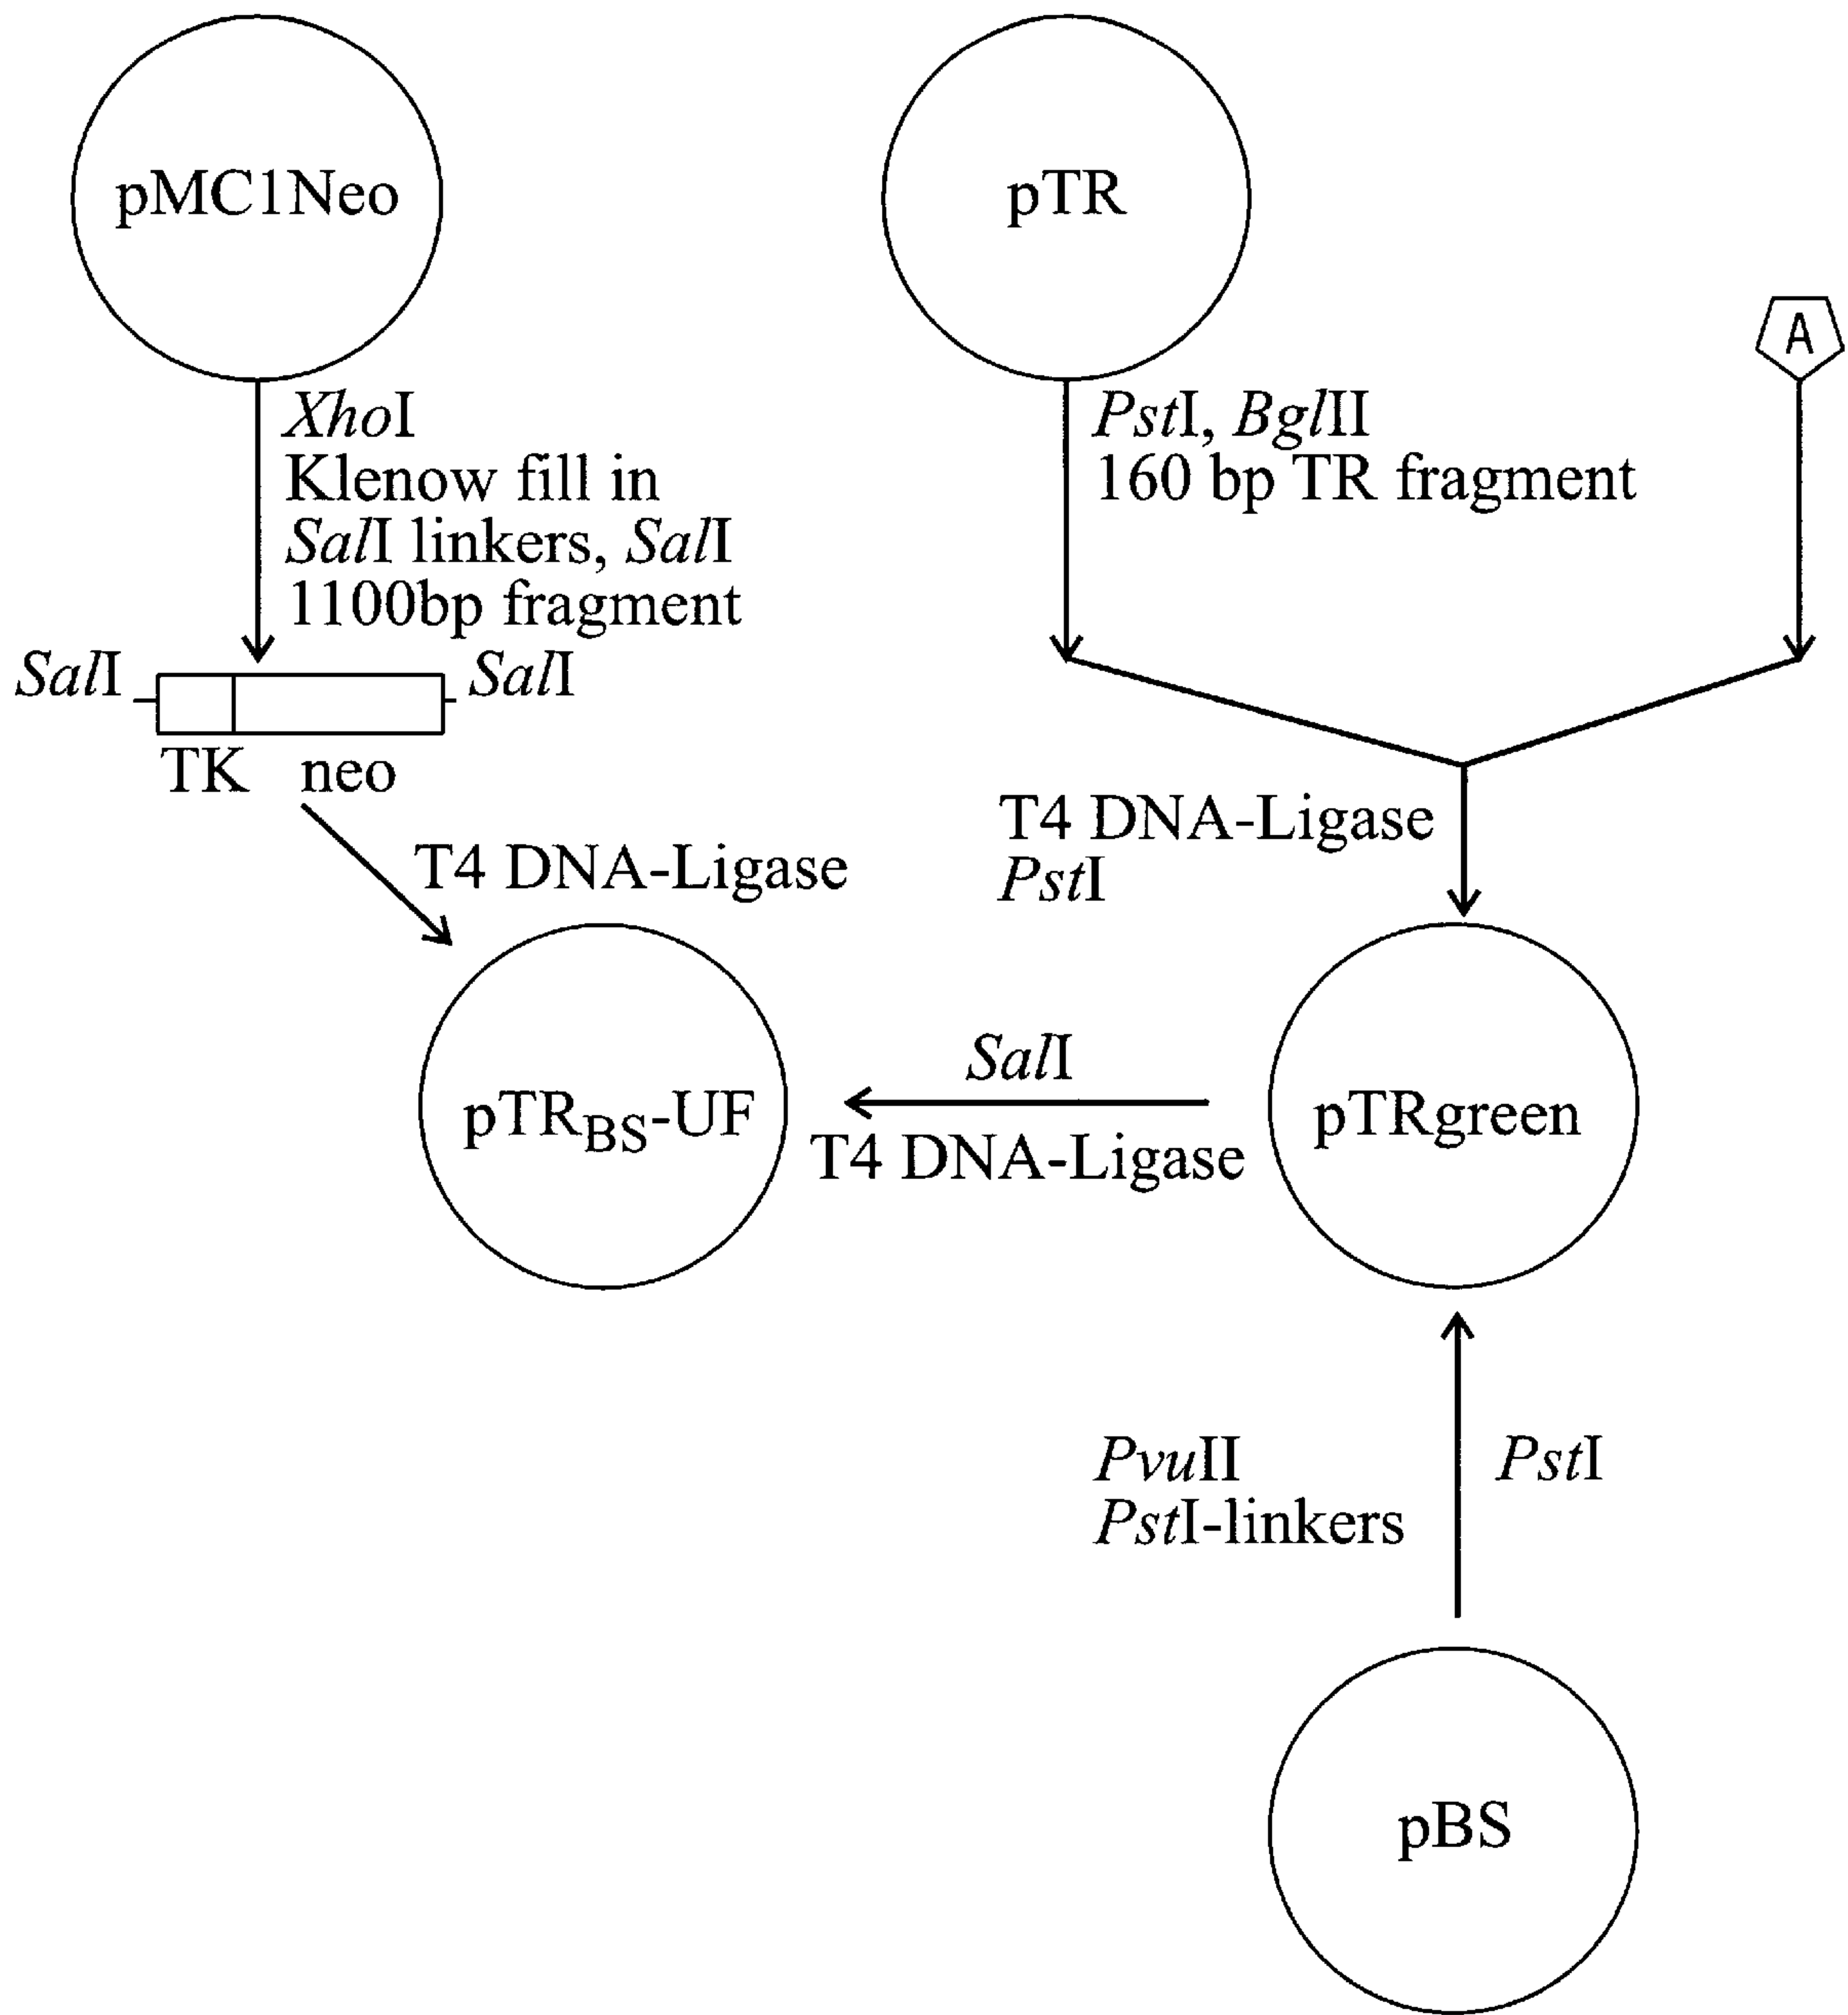 pMC1Neo
pTR
A
XhoI
Klenow fill in
SalI linkers, SalI
1100bp fragment
PstI, BglII
160 bp TR fragment
SalI
SalI
TK
neo
T4 DNA-Ligase
T4 DNA-Ligase
PstI
pTRBS-UF
SalI
T4 DNA-Ligase
pTRgreen
PvuII
PstI-linkers
PstI
pBS